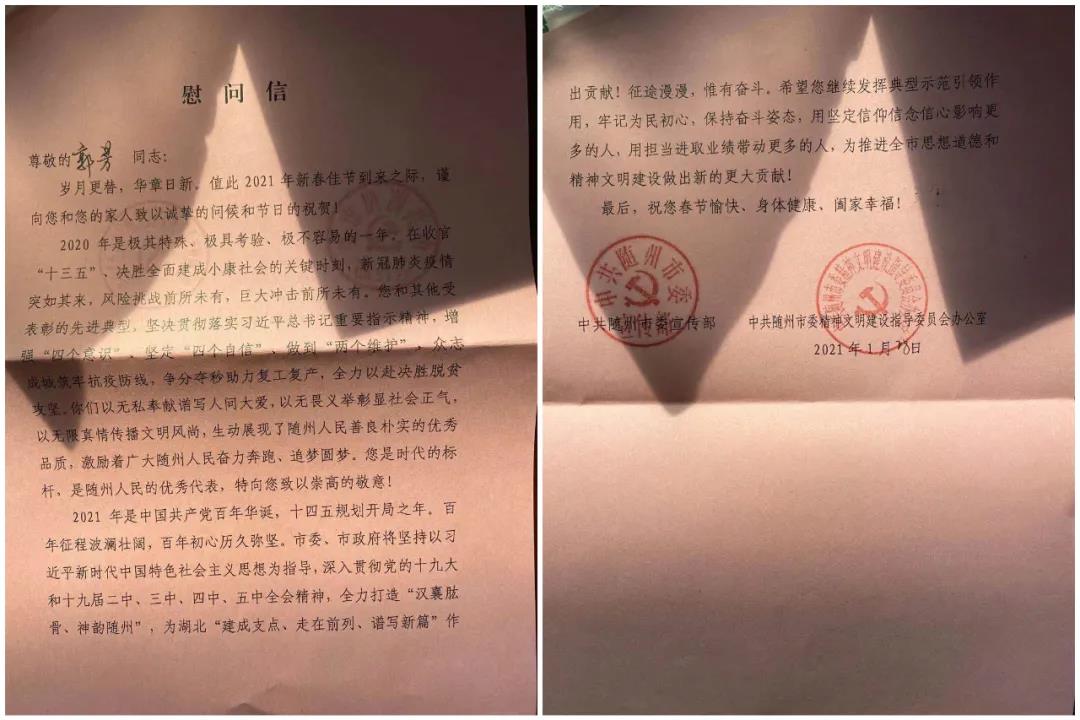 慰问信
尊敬的郭芳 同志：
岁月更替，华章日新。值此2021年新春佳节到来之际，谨
向您和您的家人致以诚挚的问候和节日的祝贺！
2020年是极其特殊、极具考验、极不容易的一年。在收官
“十三五”、决胜全面建成小康社会的关键时刻，新冠肺炎疫情
突如其来，风险挑战前所未有，巨大冲击前所未有。您和其他受
表彰的先进典型，坚决贯彻落实习近平总书记重要指示精神，增
强“四个意识”、坚定“四个自信”、做到“两个维护”，众志
成城筑牢抗疫防线，争分夺秒助力复工复产，全力以赴决胜脱贫
攻坚。你们以无私奉献谱写人间大爱，以无畏义举彰显社会正气，
以无限真情传播文明风尚，生动展现了随州人民善良朴实的优秀
品质，激励着广大随州人民奋力奔跑、追梦圆梦。您是时代的标
杆，是随州人民的优秀代表，特向您致以崇高的敬意！
2021年是中国共产党百年华诞，十四五规划开局之年。百
年征程波澜壮阔，百年初心历久弥坚。市委、市政府将坚持以习
近平新时代中国特色社会主义思想为指导，深入贯彻党的十九大
和十九届二中、三中、四中、五中全会精神，全力打造“汉襄肱
骨、神韵随州”，为湖北“建成支点、走在前列、谱写新篇”作
出贡献！征途漫漫，惟有奋斗。希望您继续发挥典型示范引领作
用，牢记为民初心，保持奋斗姿态，用坚定信仰信念信心影响更
多的人，用担当进取业绩带动更多的人，为推进全市思想道德和
精神文明建设做出新的更大贡献！
最后，祝您春节愉快、身体健康、阖家幸福！
中共随州市委
宣传部
中共随州市委宣传部 中共随州市委精神文明建设指导委员会办公室
2021年1月 日